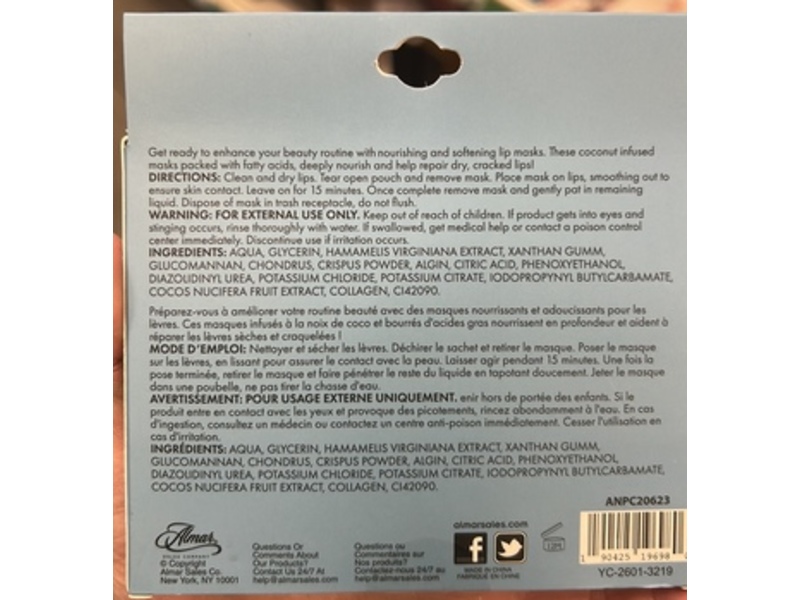 Get ready to enhance your beauty routine with nourishing and softening lip masks. These coconut infused
masks packed with fatty acids, deeply nourish and help repair dry, cracked lips!
DIRECTIONS: Clean and dry lips. Tear open pouch and remove mask. Place mask on lips, smoothing out to
ensure skin contact. Leave on for 15 minutes. Once complete remove mask and gently pat in remaining
liquid. Dispose of mask in trash receptacle, do not flush.
WARNING: FOR EXTERNAL USE ONLY. Keep out of reach of children. If product gets into eyes and
stinging occurs, rinse thoroughly with water. If swallowed, get medical help or contact a poison control
center immediately. Discontinue use if irritation occurs.
INGREDIENTS: AQUA, GLYCERIN, HAMAMELIS VIRGINIANA EXTRACT, XANTHAN GUMM,
GLUCOMANNAN, CHONDRUS, CRISPUS POWDER, ALGIN, CITRIC ACID, PHENOXYETHANOL,
DIAZOLIDINYL UREA, POTASSIUM CHLORIDE, POTASSIUM CITRATE, IODOPROPYNYL BUTYLCARBAMATE,
COCOS NUCIFERA FRUIT EXTRACT, COLLAGEN, CI42090.
Préparez-vous à améliorer votre routine beauté avec des masques nourrissants et adoucissants pour les
lèvres. Ces masques infusés à la noix de coco et bourrés d'acides gras nourrissent en profondeur et aident à
réparer les lèvres sèches et craquelées !
MODE D'EMPLOI: Nettoyer et sécher les lèvres. Déchirer le sachet et retirer le masque. Poser le masque
sur les lèvres, en lissant pour assurer le contact avec la peau. Laisser agir pendant 15 minutes. Une fois la
pose terminée, retirer le masque et faire pénétrer le reste du liquide en tapotant doucement. Jeter le masque
dans une poubelle, ne pas tirer la chasse d'eau.
AVERTISSEMENT: POUR USAGE EXTERNE UNIQUEMENT. enir hors de portée des enfants. Si le
produit entre en contact avec les yeux et provoque des picotements, rincez abondamment à l'eau. En cas
d'ingestion, consultez un médecin ou contactez un centre anti-poison immédiatement. Cesser l'utilisation en
cas d'irritation.
INGRÉDIENTS: AQUA, GLYCERIN, HAMAMELIS VIRGINIANA EXTRACT, XANTHAN GUMM,
GLUCOMANNAN, CHONDRUS, CRISPUS POWDER, ALGIN, CITRIC ACID, PHENOXYETHANOL,
DIAZOLIDINYL UREA, POTASSIUM CHLORIDE, POTASSIUM CITRATE, IODOPROPYNYL BUTYLCARBAMATE,
COCOS NUCIFERA FRUIT EXTRACT, COLLAGEN, CI42090.
ANPC20623
Almar
SALES COMPANY
© Copyright
Almar Sales Co.
New York, NY 10001
Questions Or
Comments About
Our Products?
Contact Us 24/7 At
help@almarsales.com
Questions ou
commentaires sur
Nos produits?
Contactez-nous 24/7 au
help@almarsales.com
almarsales.com
MADE IN CHINA
FABRIQUÉ EN CHINE
12M
1 90425 19698
YC-2601-3219